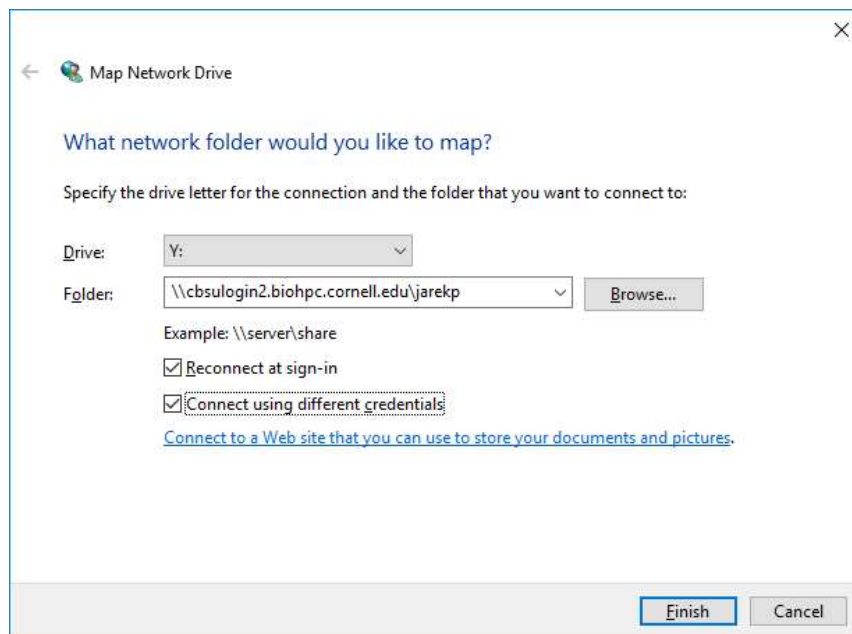 Map Network Drive
What network folder would you like to map?
Specify the drive letter for the connection and the folder that you want to connect to:
Drive: Y:
Folder: \\cbsulogin2.biohpc.cornell.edu\jarekp Browse...
Example: \\server\share
Reconnect at sign-in
Connect using different credentials
Connect to a Web site that you can use to store your documents and pictures.
Finish Cancel